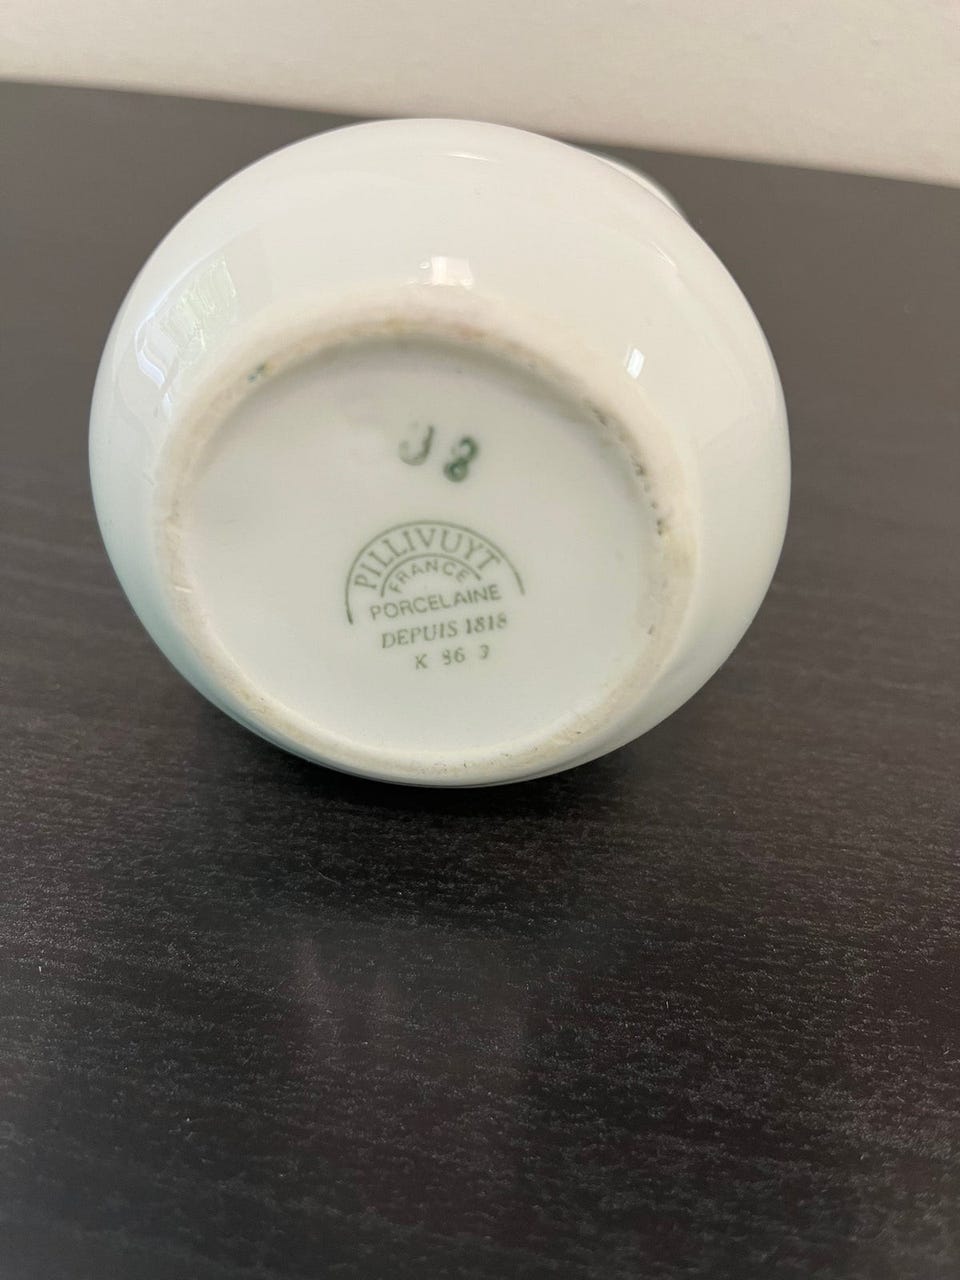 PILLIVUYT
FRANCE
PORCELAINE
DEPUIS 1818
K